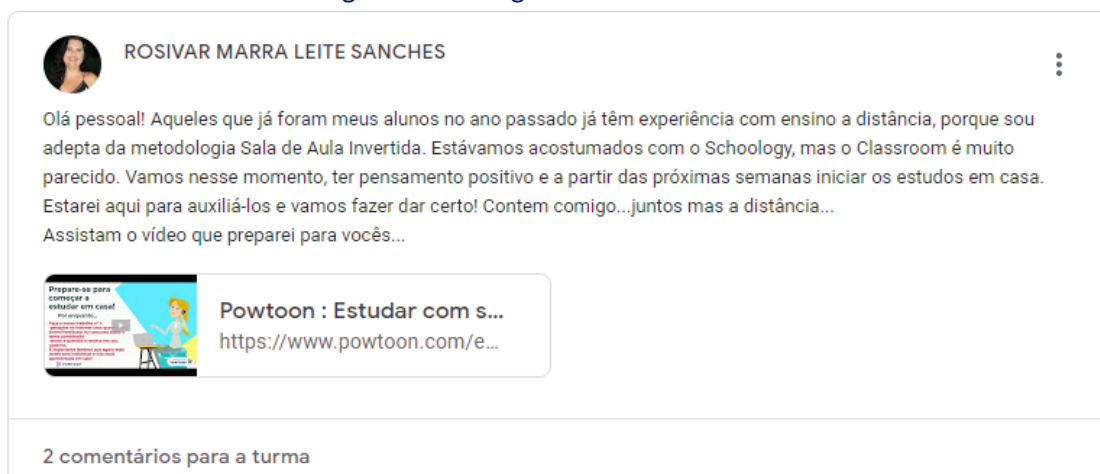 ROSIVAR MARRA LEITE SANCHES
Olá pessoal! Aqueles que já foram meus alunos no ano passado já têm experiência com ensino a distância, porque sou
adepta da metodologia Sala de Aula Invertida. Estávamos acostumados com o Schoology, mas o Classroom é muito
parecido. Vamos nesse momento, ter pensamento positivo e a partir das próximas semanas iniciar os estudos em casa.
Estarei aqui para auxiliá-los e vamos fazer dar certo! Contem comigo...juntos mas a distância...
Assistam o vídeo que preparei para vocês...
Prepare-se para
começar a
estudar em casa!
Por enquanto...
Powtoon : Estudar com s...
https://www.powtoon.com/e...
2 comentários para a turma